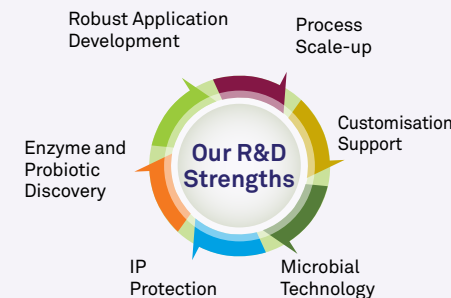 Robust Application
Development
Process
Scale-up
Customisation
Support
Enzyme and
Probiotic
Discovery
Our R&D
Strengths
IP
Protection
Microbial
Technology